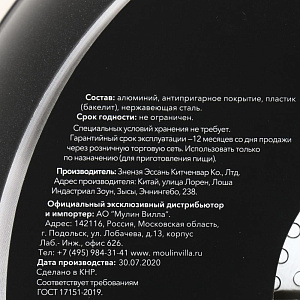 Состав: алюминий, антипригарное покрытие, пластик
(бакелит), нержавеющая сталь.
Срок годности: не ограничен.
Специальных условий хранения не требует.
Гарантийный срок эксплуатации –12 месяцев со дня продажи
через розничную торговую сеть. Использовать только
по назначению (для приготовления пищи).
Производитель: Знензя Эссань Китченвар Ко., Лтд.
Адрес производителя: Китай, улица Лорен, Лоша
Индастриал Зоун, Зысы, Эннингбо, 238.
Официальный эксклюзивный дистрибьютор
и импортер: АО "Мулин Вилла".
Адрес: 142116, Россия, Московская область,
г. Подольск, ул. Лобачева, д.13, корпус
Лаб.- Инж., офис 626.
Тел: +7 (495) 984-31-41 www.moulinvilla.ru
Дата: 30.07.2020
Сделано в КНР.
Соответствует требованиям
ГОСТ 17151-2019.